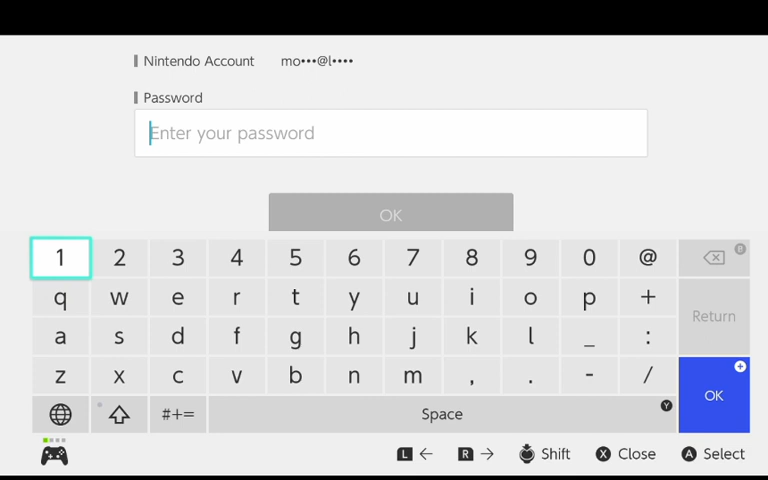 Nintendo Account mo•••@l••••
Password
Enter your password
OK
1 2 3 4 5 6 7 8 9 0 @ B
q w e r t y u i o p + Return
a s d f g h j k l _ :
z x c v b n m , . - / OK +
#+= Space Y
L ← R → Shift X Close A Select